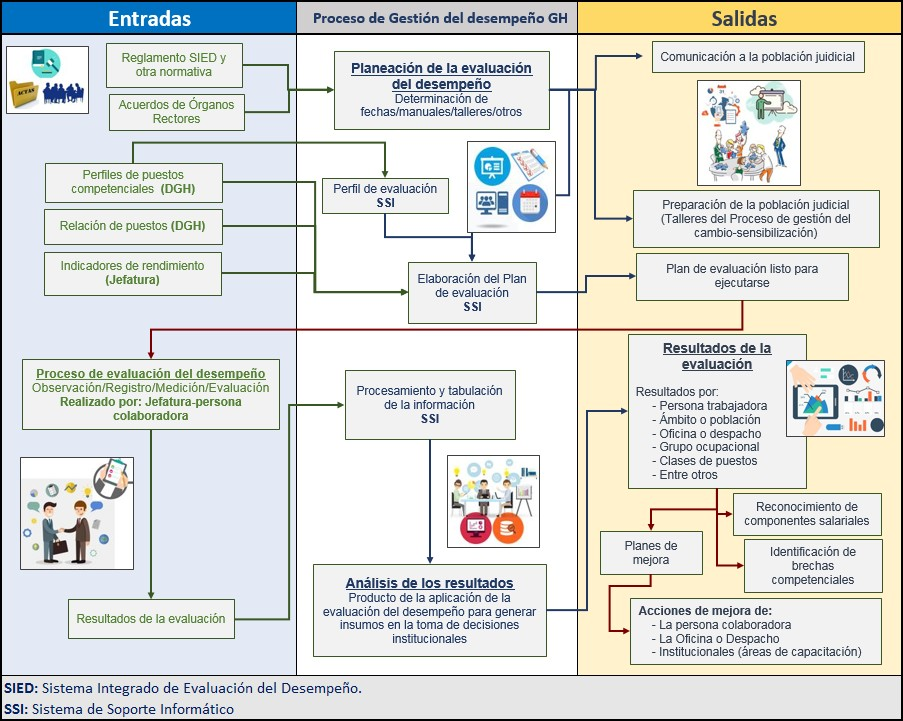 Entradas
Proceso de Gestión del desempeño GH
Salidas
ACTAS
Reglamento SIED y
otra normativa
Acuerdos de Órganos
Rectores
Planeación de la evaluación
del desempeño
Determinación de
fechas/manuales/talleres/otros
Comunicación a la población juidicial
Perfiles de puestos
competenciales (DGH)
Perfil de evaluación
SSI
Preparación de la población judicial
(Talleres del Proceso de gestión del
cambio-sensibilización)
Relación de puestos (DGH)
Indicadores de rendimiento
(Jefatura)
Elaboración del Plan
de evaluación
SSI
Plan de evaluación listo para
ejecutarse
Proceso de evaluación del desempeño
Observación/Registro/Medición/Evaluación
Realizado por: Jefatura-persona
colaboradora
Procesamiento y tabulación
de la información
SSI
Resultados de la
evaluación
Resultados por:
- Persona trabajadora
- Ámbito o población
- Oficina o despacho
- Grupo ocupacional
- Clases de puestos
- Entre otros
Reconocimiento de
componentes salariales
Planes de
mejora
Identificación de
brechas
competenciales
Resultados de la evaluación
Análisis de los resultados
Producto de la aplicación de la
evaluación del desempeño para generar
insumos en la toma de decisiones
institucionales
Acciones de mejora de:
- La persona colaboradora
- La Oficina o Despacho
- Institucionales (áreas de capacitación)
SIED: Sistema Integrado de Evaluación del Desempeño.
SSI: Sistema de Soporte Informático